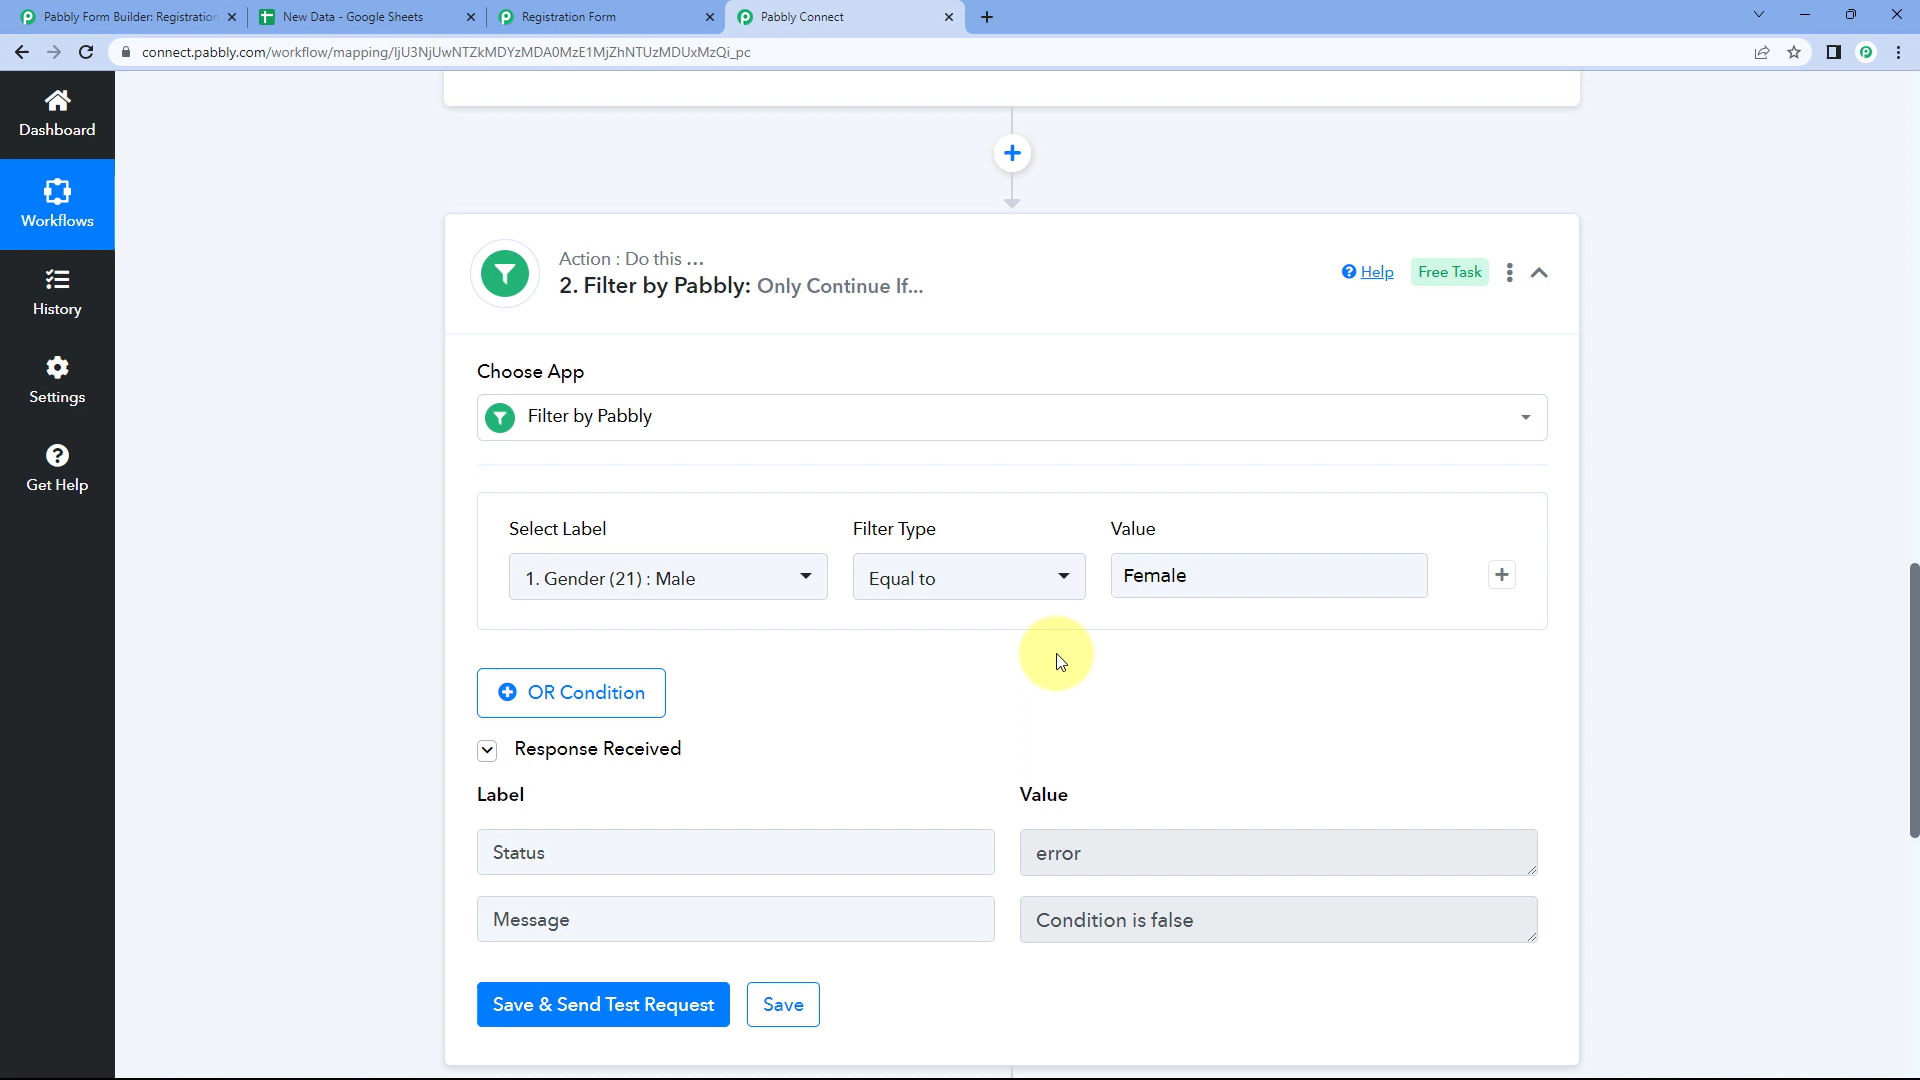 Pabbly Form Builder: Registration
New Data - Google Sheets
Registration Form
Pabbly Connect
connect.pabbly.com/workflow/mapping/IjU3NjUwNTZkMDYzMDA0MzE1MjZhNTUzMDUxMzQi_pc
Dashboard
Workflows
History
Settings
Get Help
Action : Do this ...
2. Filter by Pabbly: Only Continue If...
Help
Free Task
Choose App
Filter by Pabbly
Select Label
Filter Type
Value
1. Gender (21) : Male
Equal to
Female
OR Condition
Response Received
Label
Value
Status
error
Message
Condition is false
Save & Send Test Request
Save